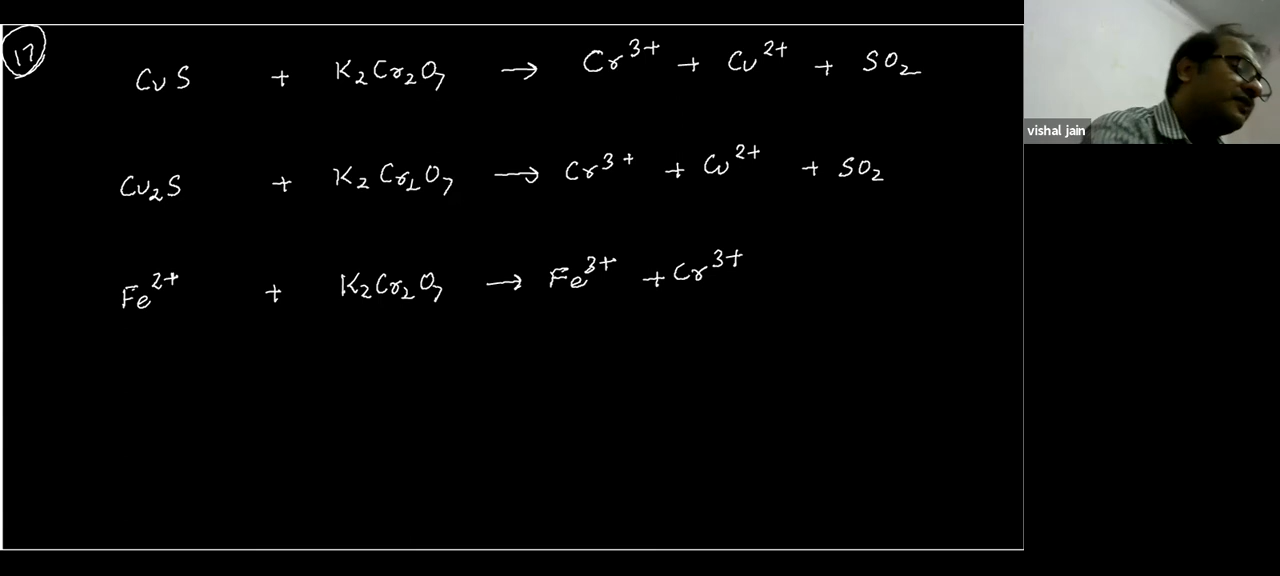 17
CuS + K₂Cr₂O₇ → Cr³⁺ + Cu²⁺ + SO₂
vishal jain
Cu₂S + K₂Cr₂O₇ → Cr³⁺ + Cu²⁺ + SO₂
Fe²⁺ + K₂Cr₂O₇ → Fe³⁺ + Cr³⁺